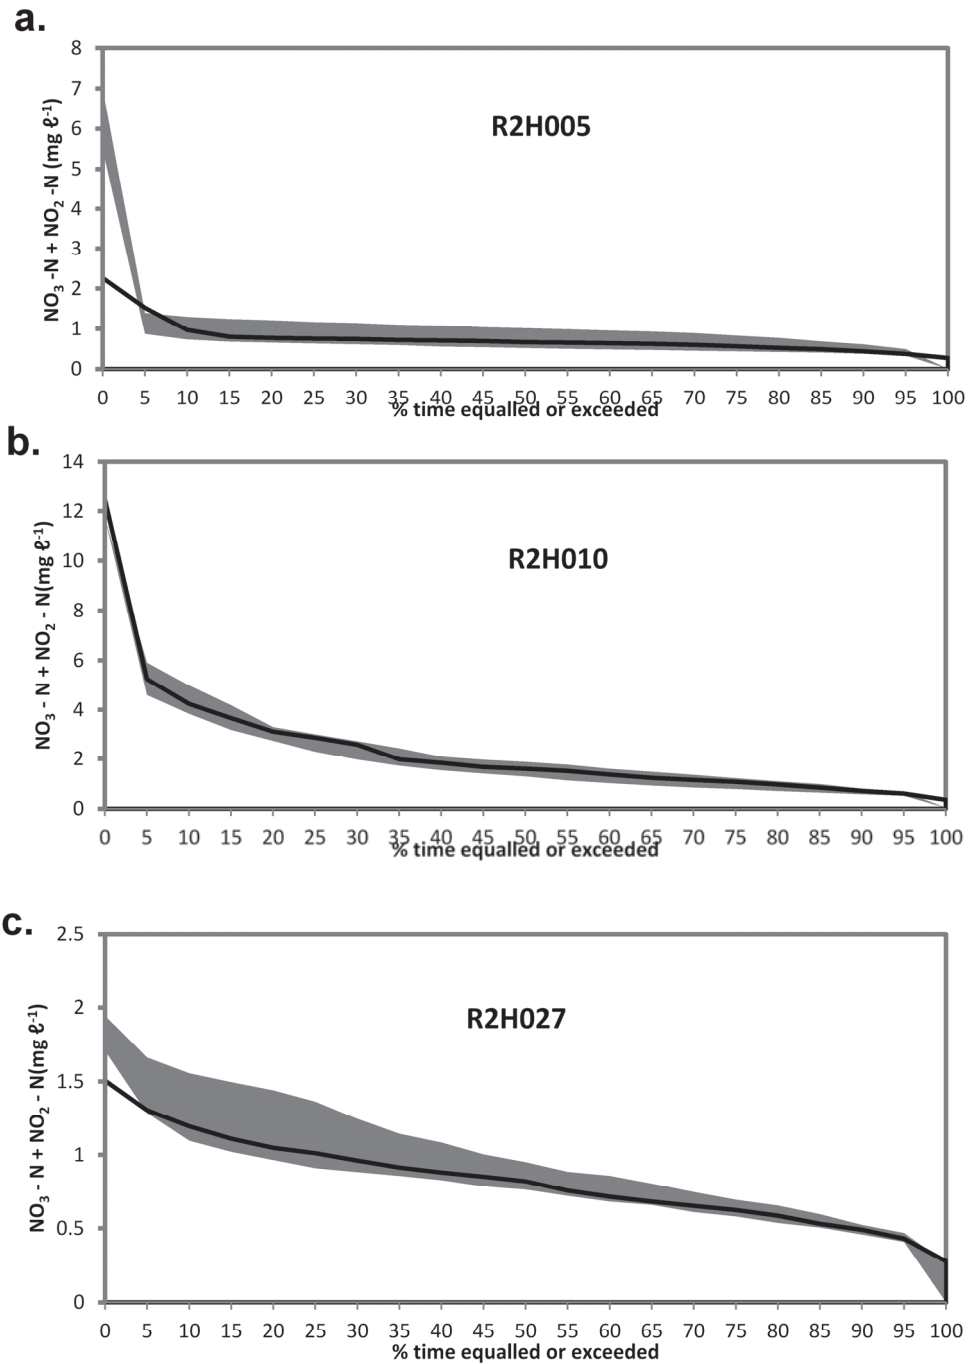 a.
8
7
6
5
4
3
2
1
0
NO₃ -N + NO₂ -N (mg ℓ⁻¹)
R2H005
0 5 10 15 20 25 30 35 40 45 50 55 60 65 70 75 80 85 90 95 100
% time equalled or exceeded
b.
14
12
10
8
6
4
2
0
NO₃ - N + NO₂ - N(mg ℓ⁻¹)
R2H010
0 5 10 15 20 25 30 35 40 45 50 55 60 65 70 75 80 85 90 95 100
% time equalled or exceeded
c.
2.5
2
1.5
1
0.5
0
NO₃ - N + NO₂ - N(mg ℓ⁻¹)
R2H027
0 5 10 15 20 25 30 35 40 45 50 55 60 65 70 75 80 85 90 95 100
% time equalled or exceeded